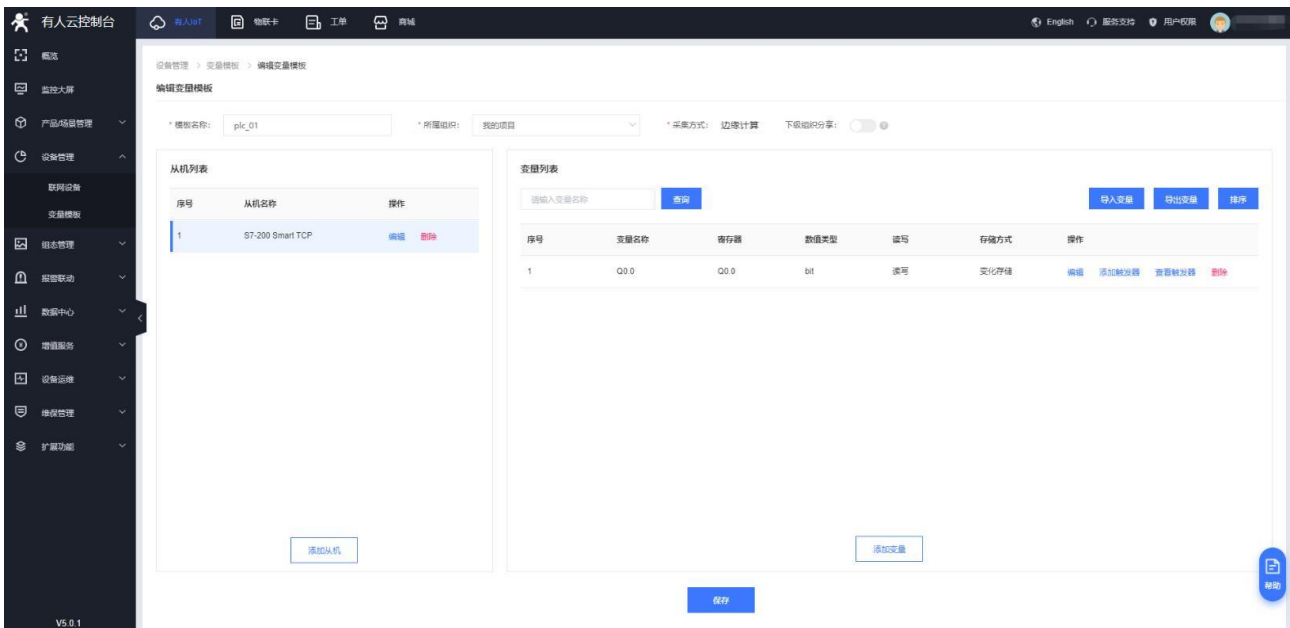 有人云控制台 有人IoT 物联卡 工单 商城 English 服务支持 用户权限
概览
监控大屏
产品/场景管理
设备管理
联网设备
变量模板
组态管理
报警联动
数据中心
增值服务
设备运维
维保管理
扩展功能
V5.0.1
设备管理 > 变量模板 > 编辑变量模板
编辑变量模板
* 模板名称: plc_01 * 所属组织: 我的项目 * 采集方式: 边缘计算 下级组织分享:
从机列表
序号 从机名称 操作
1 S7-200 Smart TCP 编辑 删除
添加从机
变量列表
请输入变量名称 查询 导入变量 导出变量 排序
序号 变量名称 寄存器 数值类型 读写 存储方式 操作
1 Q0.0 Q0.0 bit 读写 变化存储 编辑 添加触发器 查看触发器 删除
添加变量
保存
帮助